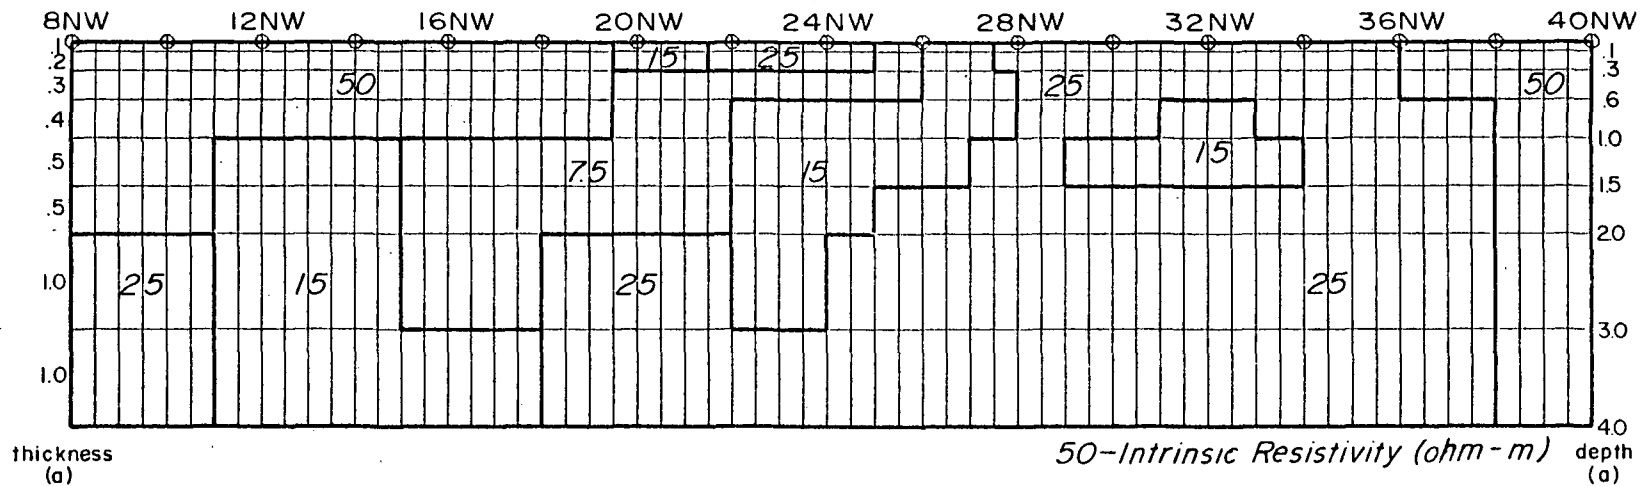 8NW 12NW 16NW 20NW 24NW 28NW 32NW 36NW 40NW
.1 15 25 .1
.2 .3
.3 50 25 50 .6
.4 1.0
.5 7.5 15 15 1.5
.5 2.0
1.0 25 15 25 25 3.0
1.0 4.0
thickness 50-Intrinsic Resistivity (ohm-m) depth
(a) (a)